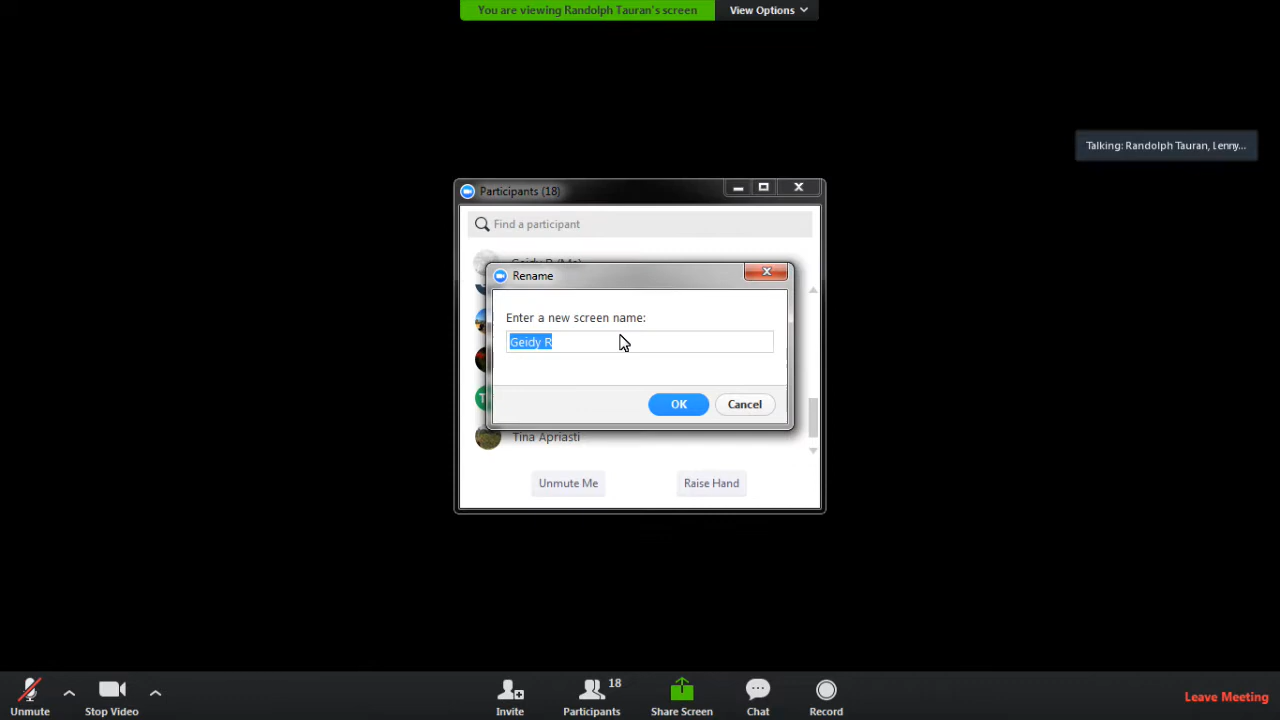 You are viewing Randolph Tauran's screen
View Options
Talking: Randolph Tauran, Lenny...
Participants (18)
Find a participant
Geidy R (Me)
Rename
Enter a new screen name:
Geidy R
OK
Cancel
Tina Apriasti
Unmute Me
Raise Hand
Unmute
Stop Video
Invite
18
Participants
Share Screen
Chat
Record
Leave Meeting